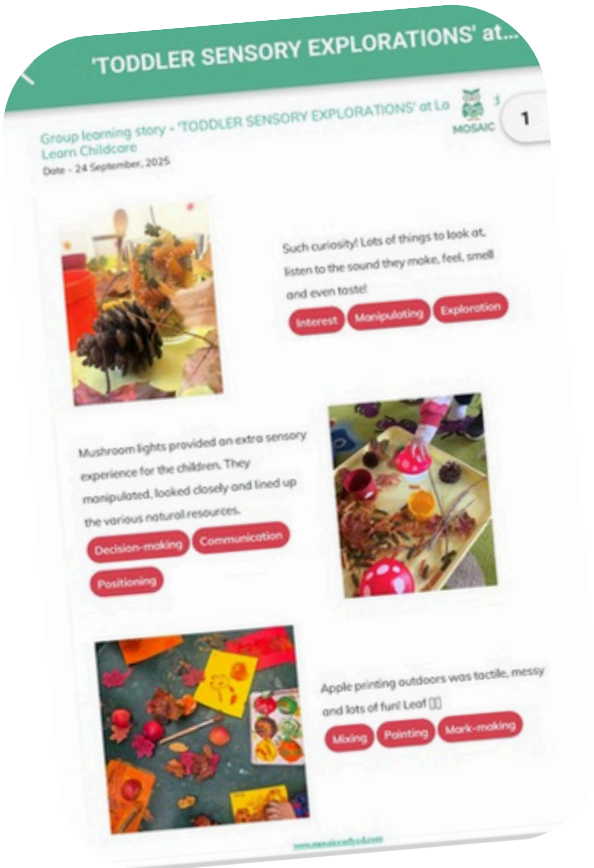 'TODDLER SENSORY EXPLORATIONS' at...
Group learning story - 'TODDLER SENSORY EXPLORATIONS' at La
Learn Childcare
Date - 24 September, 2025
MOSAIC
1
Such curiosity! Lots of things to look at,
listen to the sound they make, feel, smell
and even taste!
Interest Manipulating Exploration
Mushroom lights provided an extra sensory
experience for the children. They
manipulated, looked closely and lined up
the various natural resources.
Decision-making Communication
Positioning
Apple printing outdoors was tactile, messy
and lots of fun! Leaf
Mixing Painting Mark-making